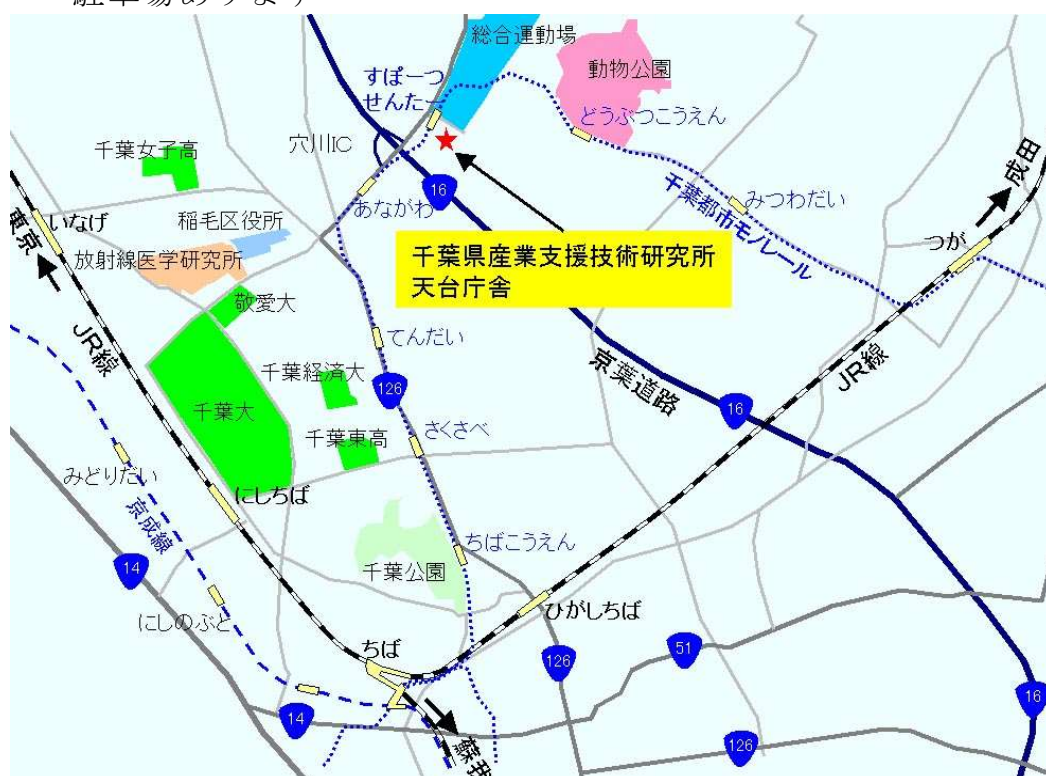 駐車場あります
総合運動場
すぽーつ
せんたー
動物公園
どうぶつこうえん
穴川IC
千葉女子高
16
あながわ
みつわだい
千葉都市モノレール
成田
つが
いなげ
東京
稲毛区役所
放射線医学研究所
千葉県産業支援技術研究所
天台庁舎
敬愛大
てんだい
JR線
JR線
千葉経済大
126
京葉道路
16
千葉大
千葉東高
さくさべ
みどりだい
にしちば
京成線
14
ちばこうえん
千葉公園
にしのぶと
ひがしちば
ちば
51
126
16
14
126
蘇我